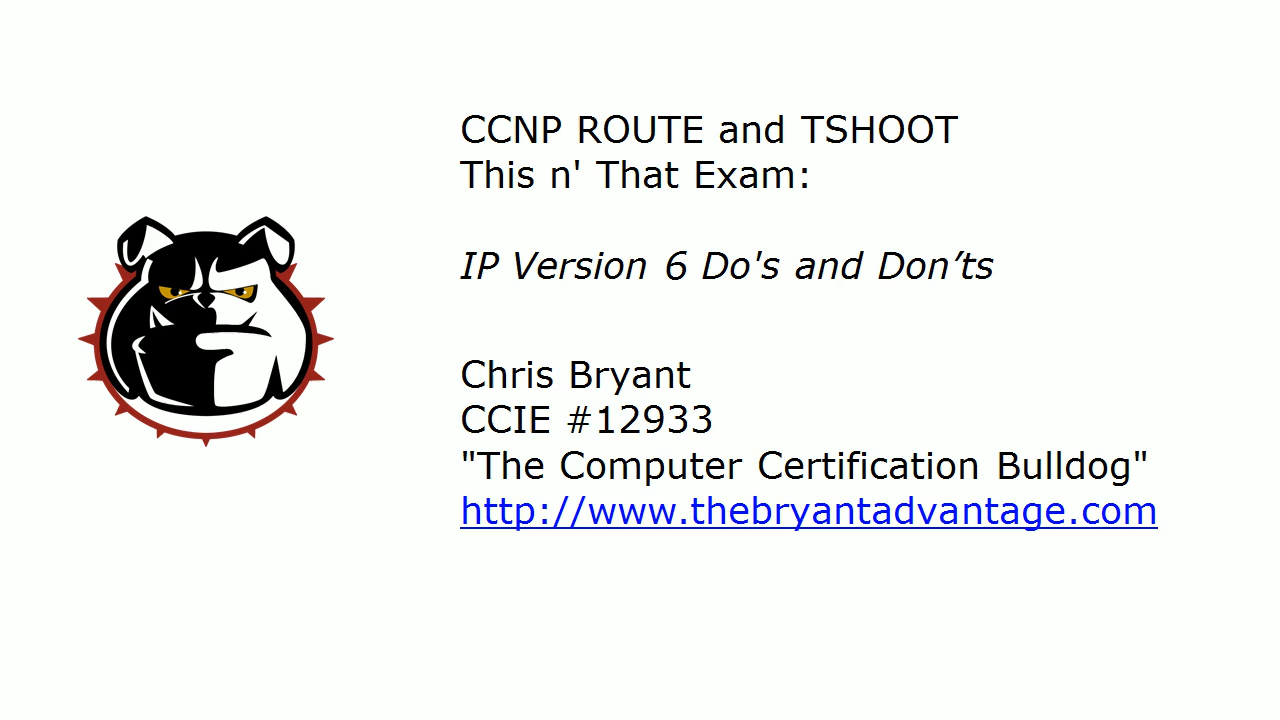 CCNP ROUTE and TSHOOT
This n' That Exam:
IP Version 6 Do's and Don’ts
Chris Bryant
CCIE #12933
"The Computer Certification Bulldog"
http://www.thebryantadvantage.com